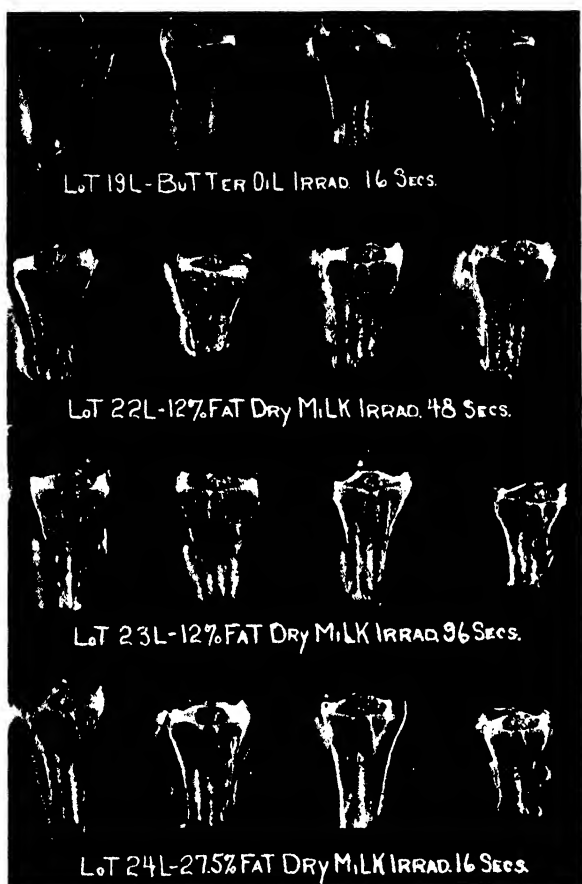 LOT 19L-BUTTER OIL IRRAD. 16 SECS.
LOT 22L-12% FAT DRY MILK IRRAD. 48 SECS.
LOT 23L-12% FAT DRY MILK IRRAD. 96 SECS.
LOT 24L-27.5% FAT DRY MILK IRRAD. 16 SECS.